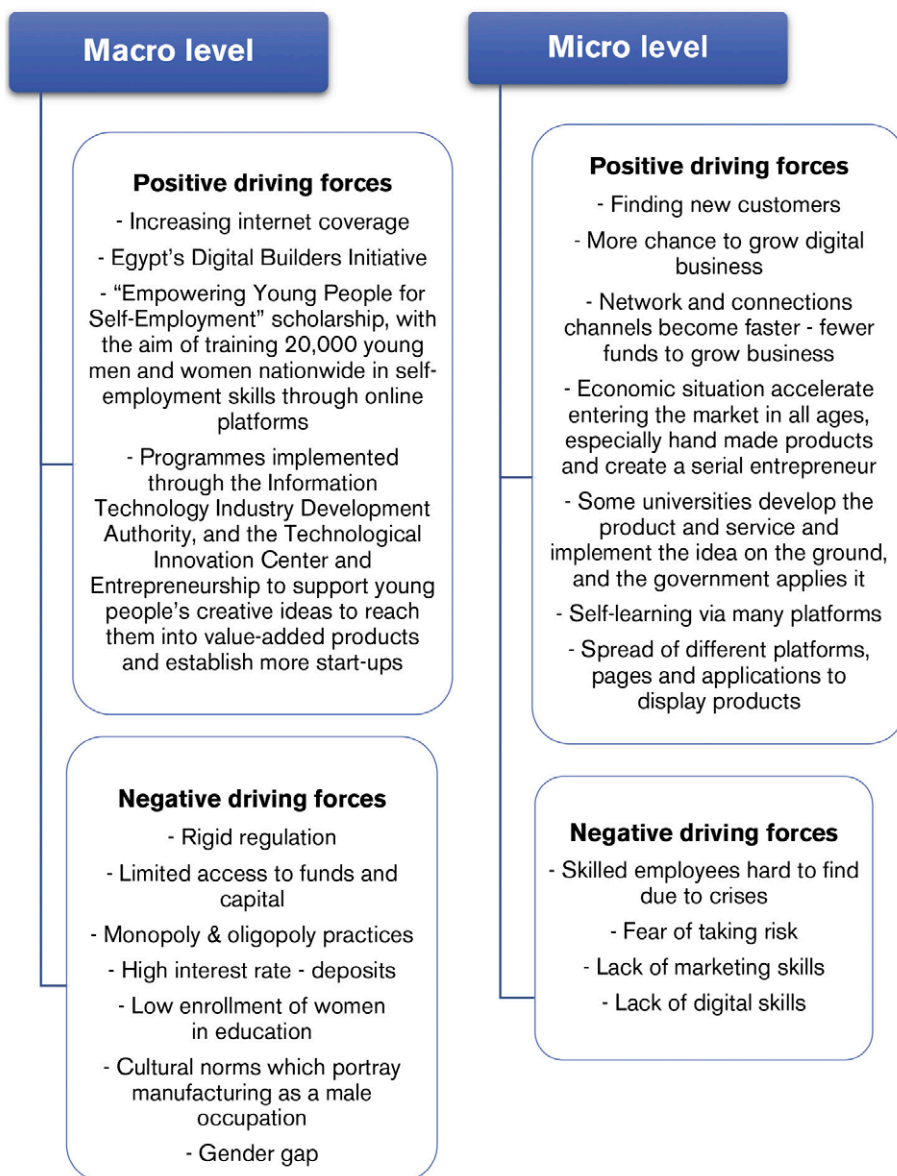 Macro level
Positive driving forces
- Increasing internet coverage
- Egypt's Digital Builders Initiative
- “Empowering Young People for
Self-Employment” scholarship, with
the aim of training 20,000 young
men and women nationwide in self-
employment skills through online
platforms
- Programmes implemented
through the Information
Technology Industry Development
Authority, and the Technological
Innovation Center and
Entrepreneurship to support young
people's creative ideas to reach
them into value-added products
and establish more start-ups
Negative driving forces
- Rigid regulation
- Limited access to funds and
capital
- Monopoly & oligopoly practices
- High interest rate - deposits
- Low enrollment of women
in education
- Cultural norms which portray
manufacturing as a male
occupation
- Gender gap
Micro level
Positive driving forces
- Finding new customers
- More chance to grow digital
business
- Network and connections
channels become faster - fewer
funds to grow business
- Economic situation accelerate
entering the market in all ages,
especially hand made products
and create a serial entrepreneur
- Some universities develop the
product and service and
implement the idea on the ground,
and the government applies it
- Self-learning via many platforms
- Spread of different platforms,
pages and applications to
display products
Negative driving forces
- Skilled employees hard to find
due to crises
- Fear of taking risk
- Lack of marketing skills
- Lack of digital skills